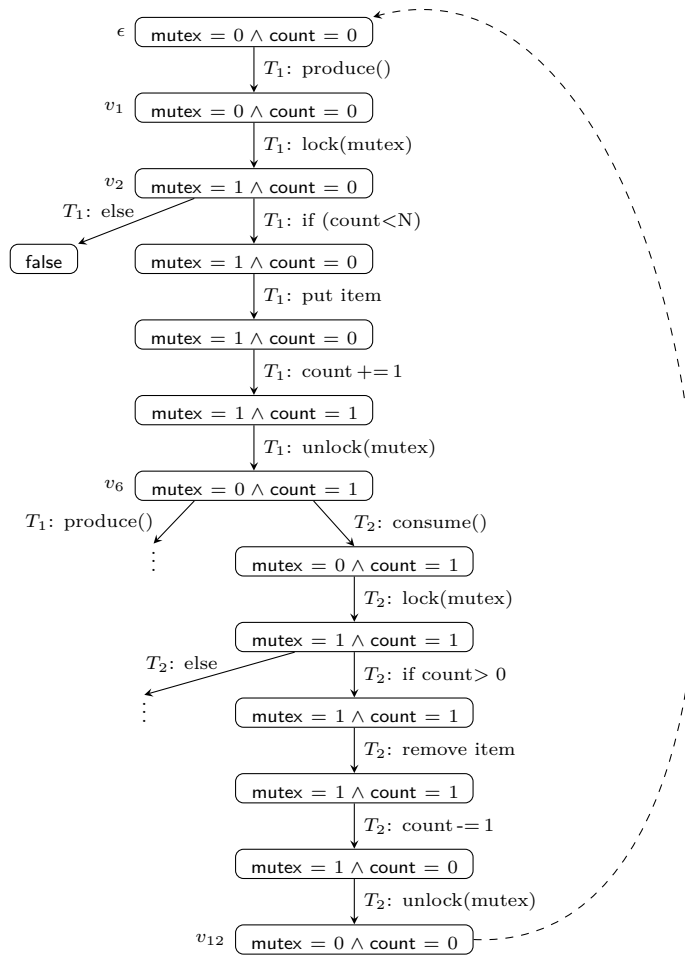 ϵ mutex = 0 ∧ count = 0
T₁: produce()
v₁ mutex = 0 ∧ count = 0
T₁: lock(mutex)
v₂ mutex = 1 ∧ count = 0
T₁: else T₁: if (count<N)
false mutex = 1 ∧ count = 0
T₁: put item
mutex = 1 ∧ count = 0
T₁: count += 1
mutex = 1 ∧ count = 1
T₁: unlock(mutex)
v₆ mutex = 0 ∧ count = 1
T₁: produce() T₂: consume()
⋮ mutex = 0 ∧ count = 1
T₂: lock(mutex)
mutex = 1 ∧ count = 1
T₂: else T₂: if count> 0
⋮ mutex = 1 ∧ count = 1
T₂: remove item
mutex = 1 ∧ count = 1
T₂: count -= 1
mutex = 1 ∧ count = 0
T₂: unlock(mutex)
v₁₂ mutex = 0 ∧ count = 0